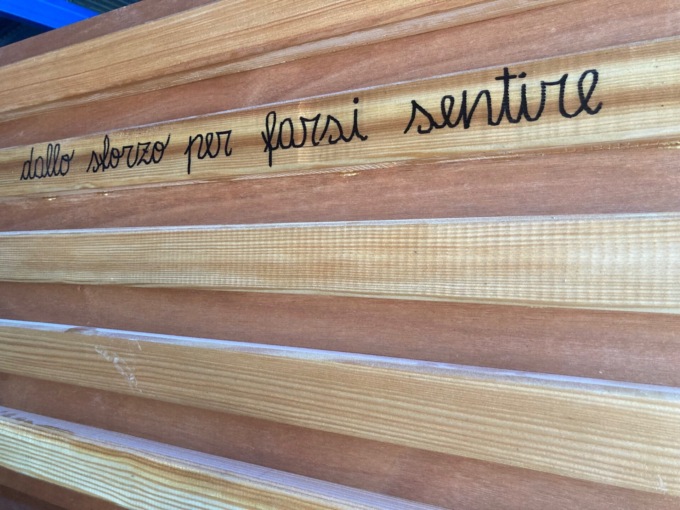 dallo sforzo per farsi sentire